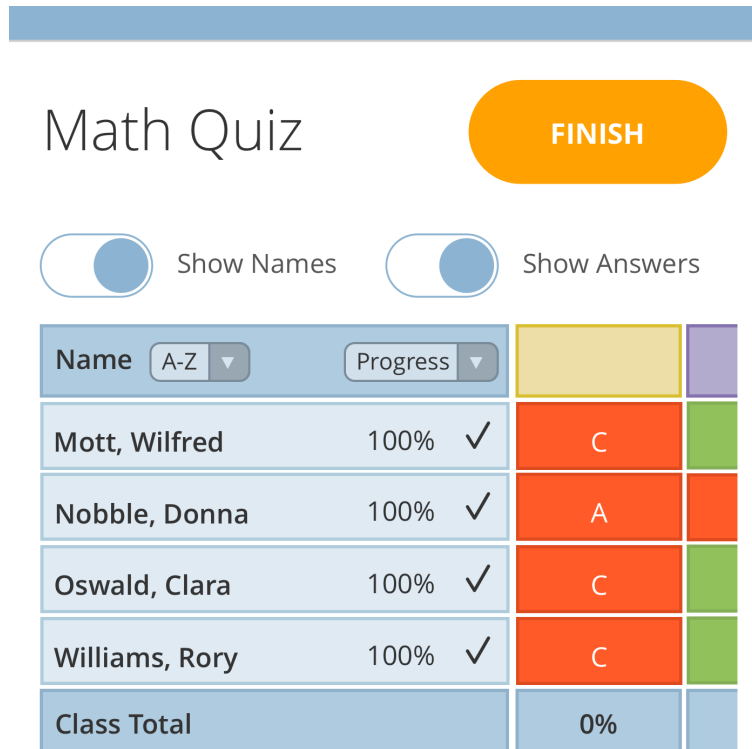 Math Quiz FINISH
Show Names Show Answers
Name A-Z Progress
Mott, Wilfred 100% C
Nobble, Donna 100% A
Oswald, Clara 100% C
Williams, Rory 100% C
Class Total 0%